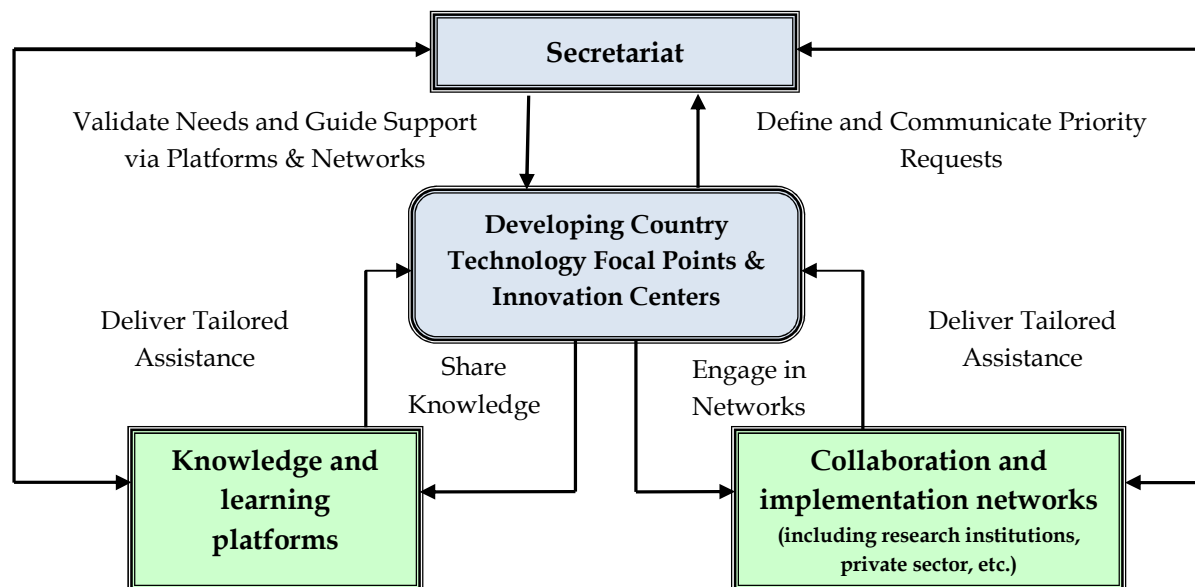 Secretariat
Validate Needs and Guide Support
via Platforms & Networks
Define and Communicate Priority
Requests
Developing Country
Technology Focal Points &
Innovation Centers
Deliver Tailored
Assistance
Share
Knowledge
Engage in
Networks
Deliver Tailored
Assistance
Knowledge and
learning
platforms
Collaboration and
implementation networks
(including research institutions,
private sector, etc.)